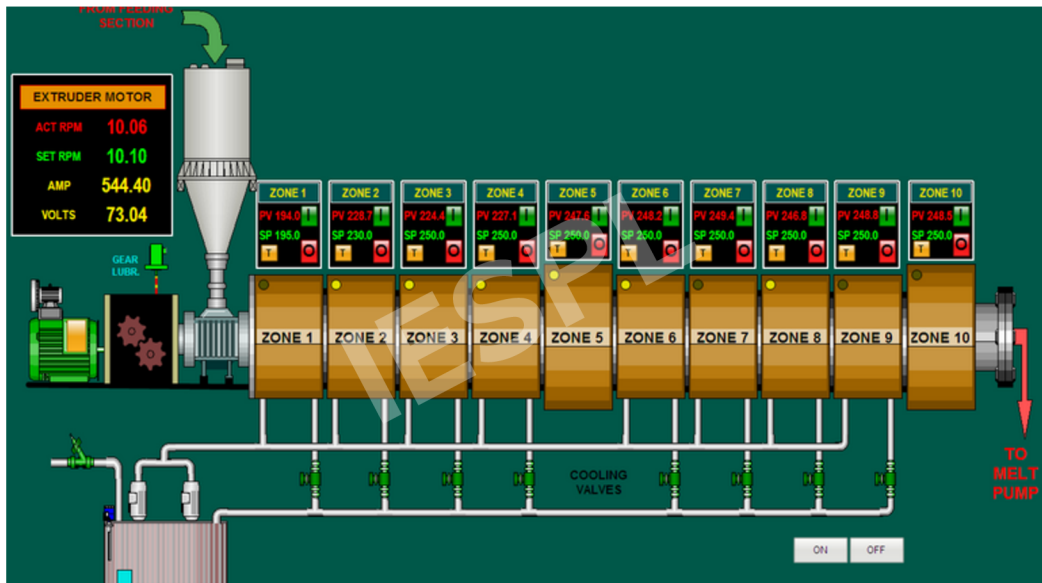 FROM FEEDING
SECTION
EXTRUDER MOTOR
ACT RPM 10.06
SET RPM 10.10
AMP 544.40
VOLTS 73.04
GEAR
LUBR.
ZONE 1
PV 194.0 I
SP 195.0
T O
ZONE 2
PV 228.7 I
SP 230.0
T O
ZONE 3
PV 224.4 I
SP 250.0
T O
ZONE 4
PV 227.1 I
SP 250.0
T O
ZONE 5
PV 247.6 I
SP 250.0
T O
ZONE 6
PV 248.2 I
SP 250.0
T O
ZONE 7
PV 249.4 I
SP 250.0
T O
ZONE 8
PV 246.8 I
SP 250.0
T O
ZONE 9
PV 248.8 I
SP 250.0
T O
ZONE 10
PV 248.5 I
SP 250.0
T O
ZONE 1 ZONE 2 ZONE 3 ZONE 4 ZONE 5 ZONE 6 ZONE 7 ZONE 8 ZONE 9 ZONE 10
IESPL
TO
MELT
PUMP
COOLING
VALVES
ON OFF